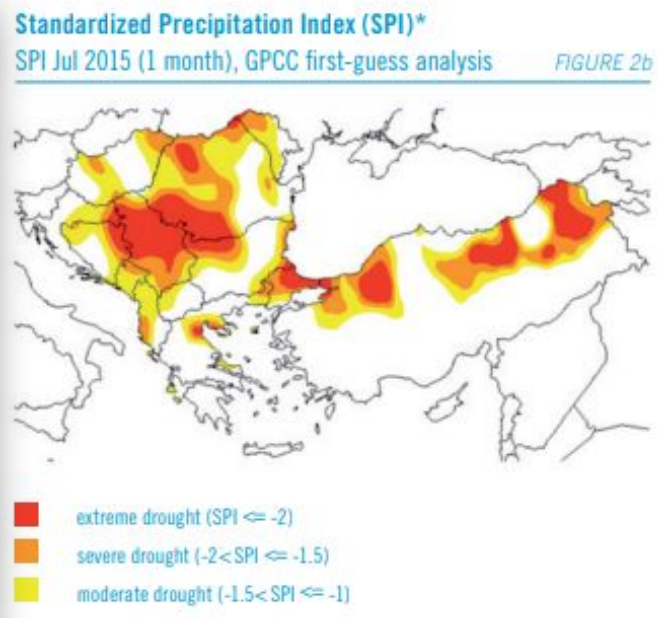 Standardized Precipitation Index (SPI)*
SPI Jul 2015 (1 month), GPCC first-guess analysis FIGURE 2b
extreme drought (SPI <= -2)
severe drought (-2< SPI <= -1.5)
moderate drought (-1.5< SPI <= -1)